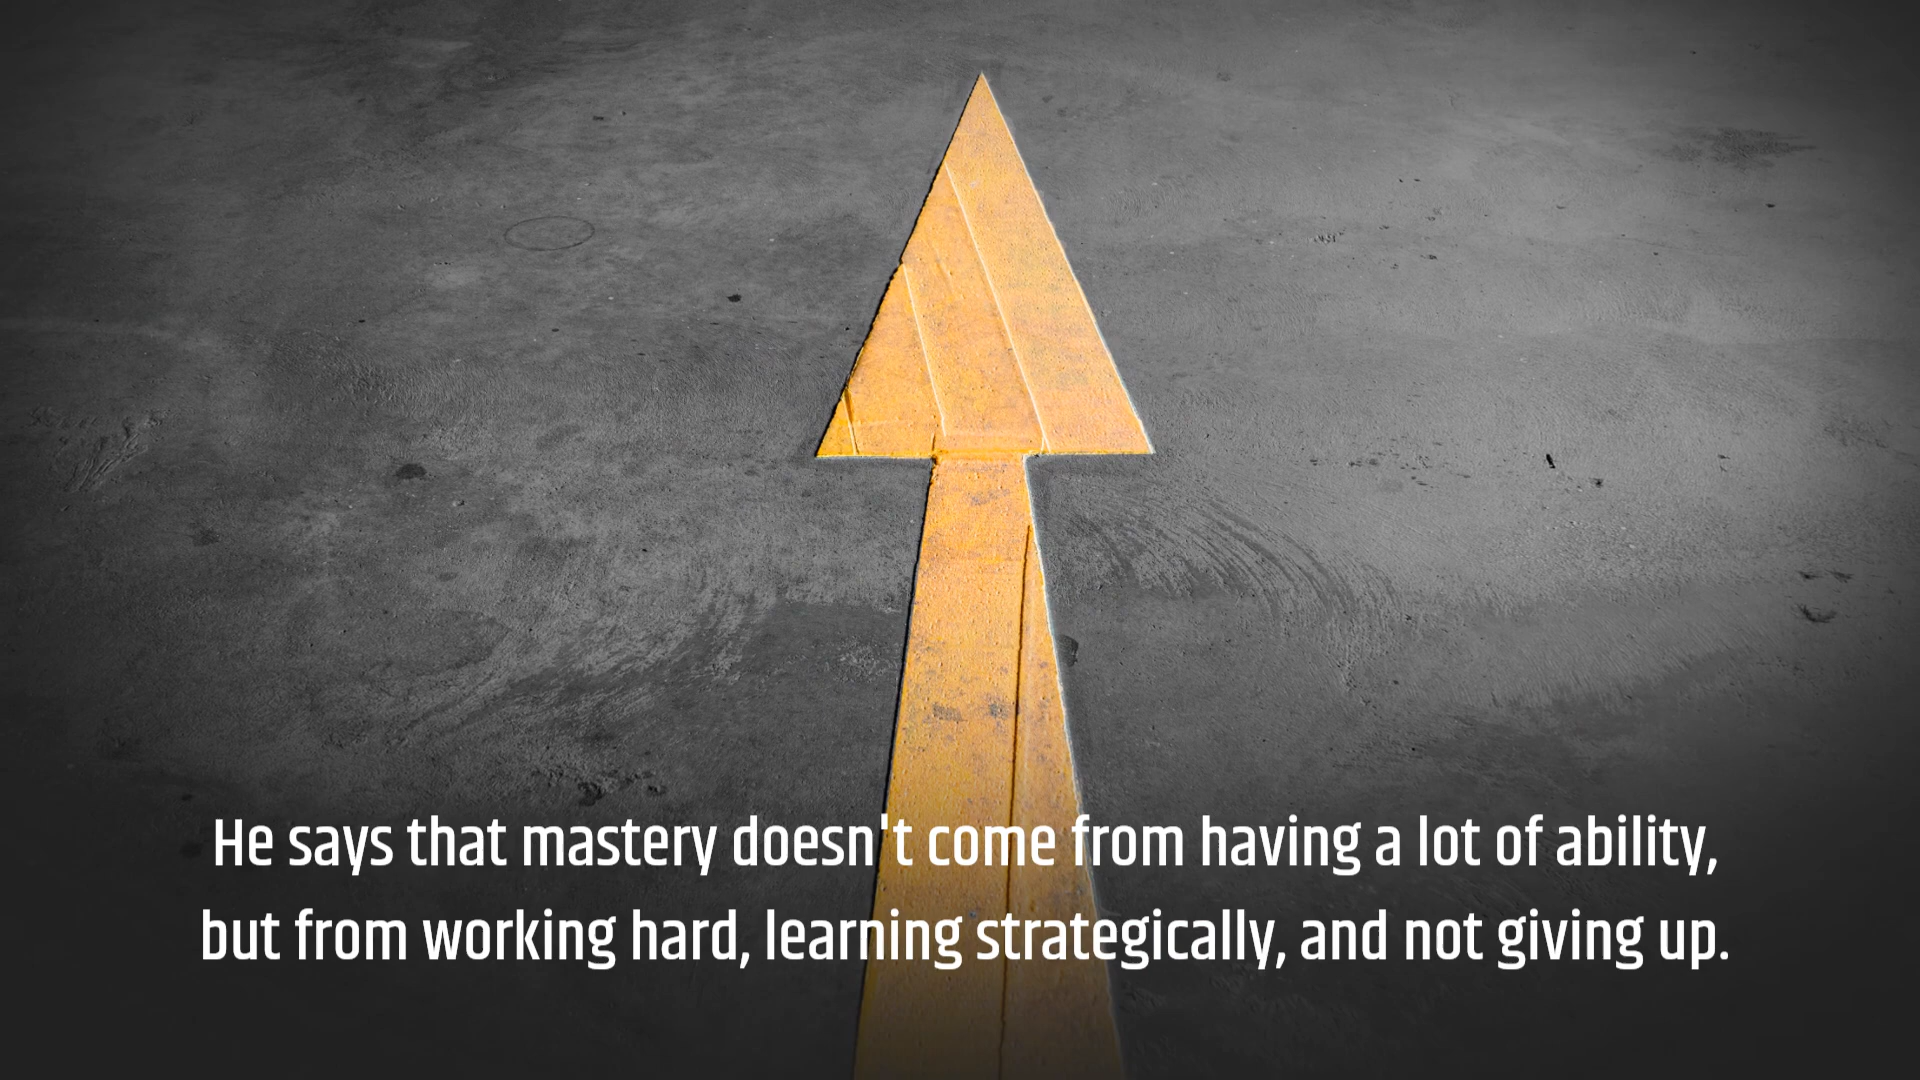 He says that mastery doesn't come from having a lot of ability,
but from working hard, learning strategically, and not giving up.